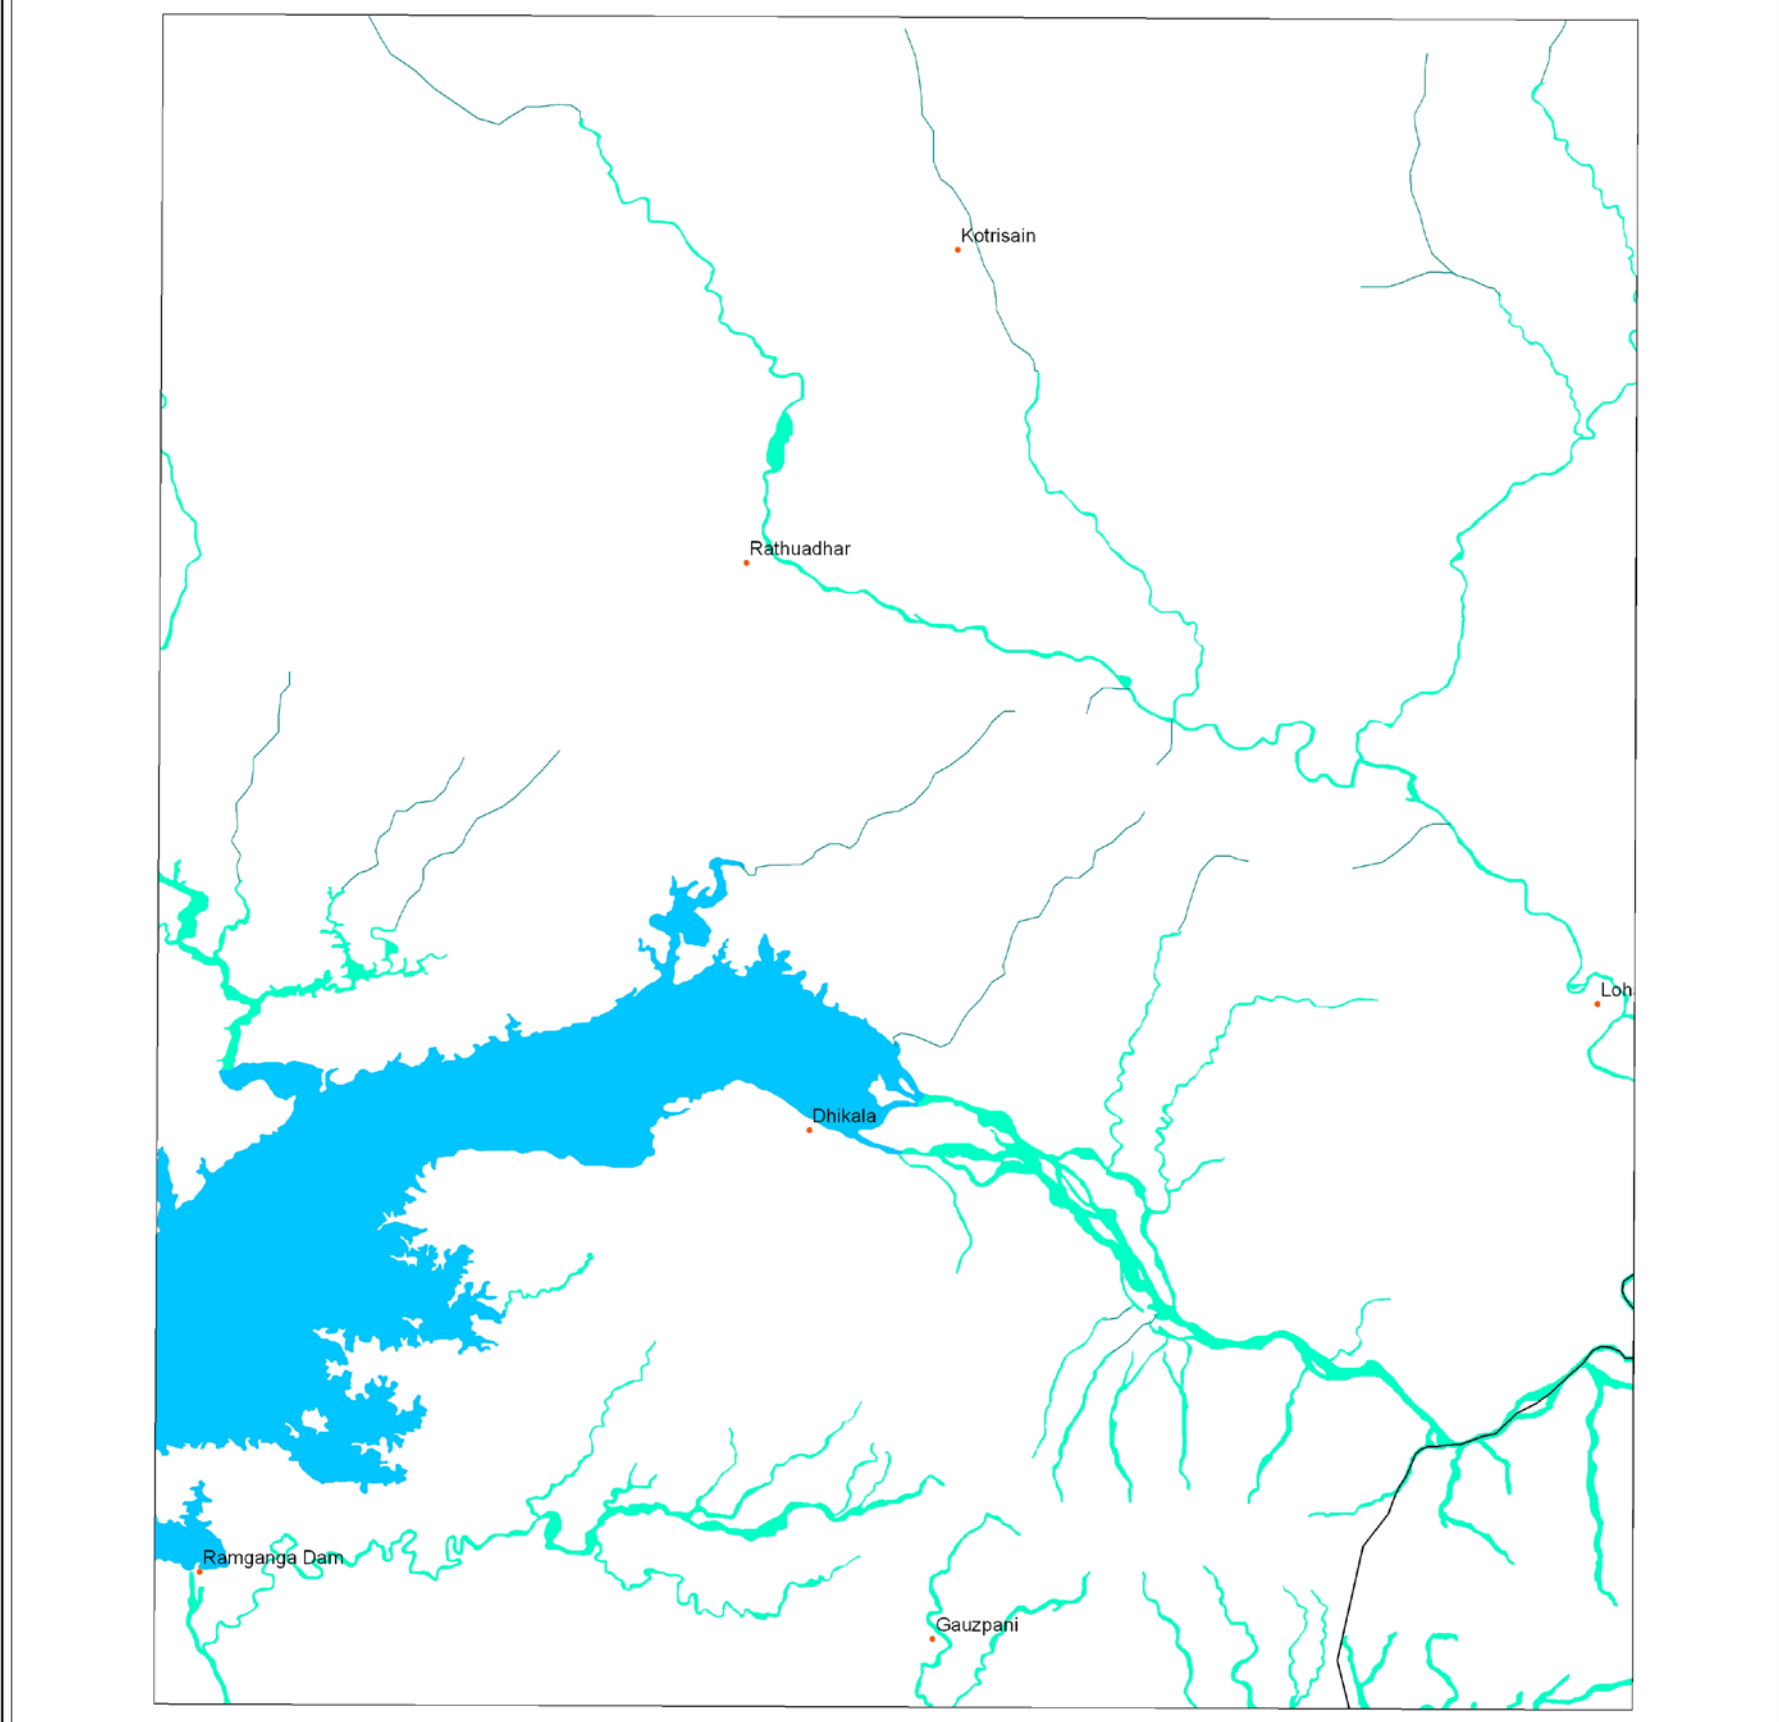 Kotrisain
Rathuadhar
Loh
Dhikala
Ramganga Dam
Gauzpani